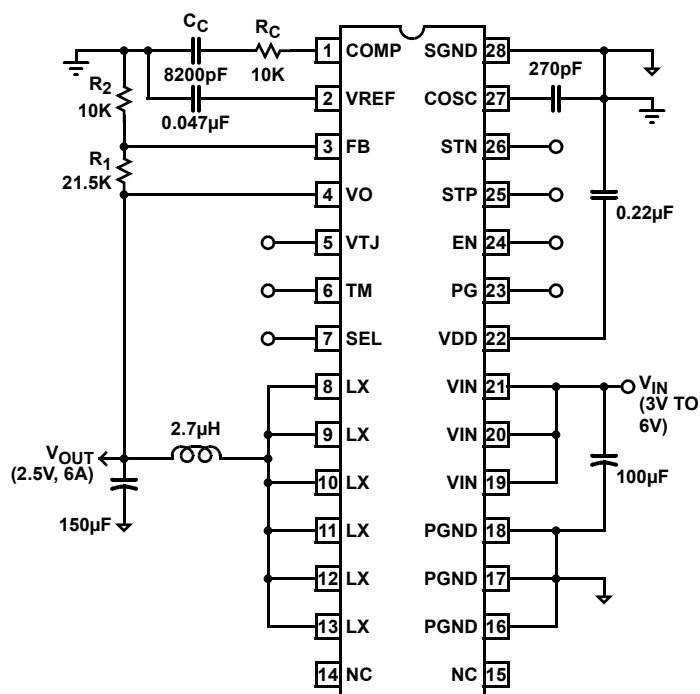 C_C R_C
8200pF 10K
R_2
10K
0.047µF
R_1
21.5K
1 COMP SGND 28
2 VREF COSC 27
270pF
3 FB STN 26
4 VO STP 25
0.22µF
5 VTJ EN 24
6 TM PG 23
7 SEL VDD 22
8 LX VIN 21
V_IN
(3V TO
6V)
2.7µH
9 LX VIN 20
V_OUT
(2.5V, 6A)
10 LX VIN 19
100µF
150µF
11 LX PGND 18
12 LX PGND 17
13 LX PGND 16
14 NC NC 15